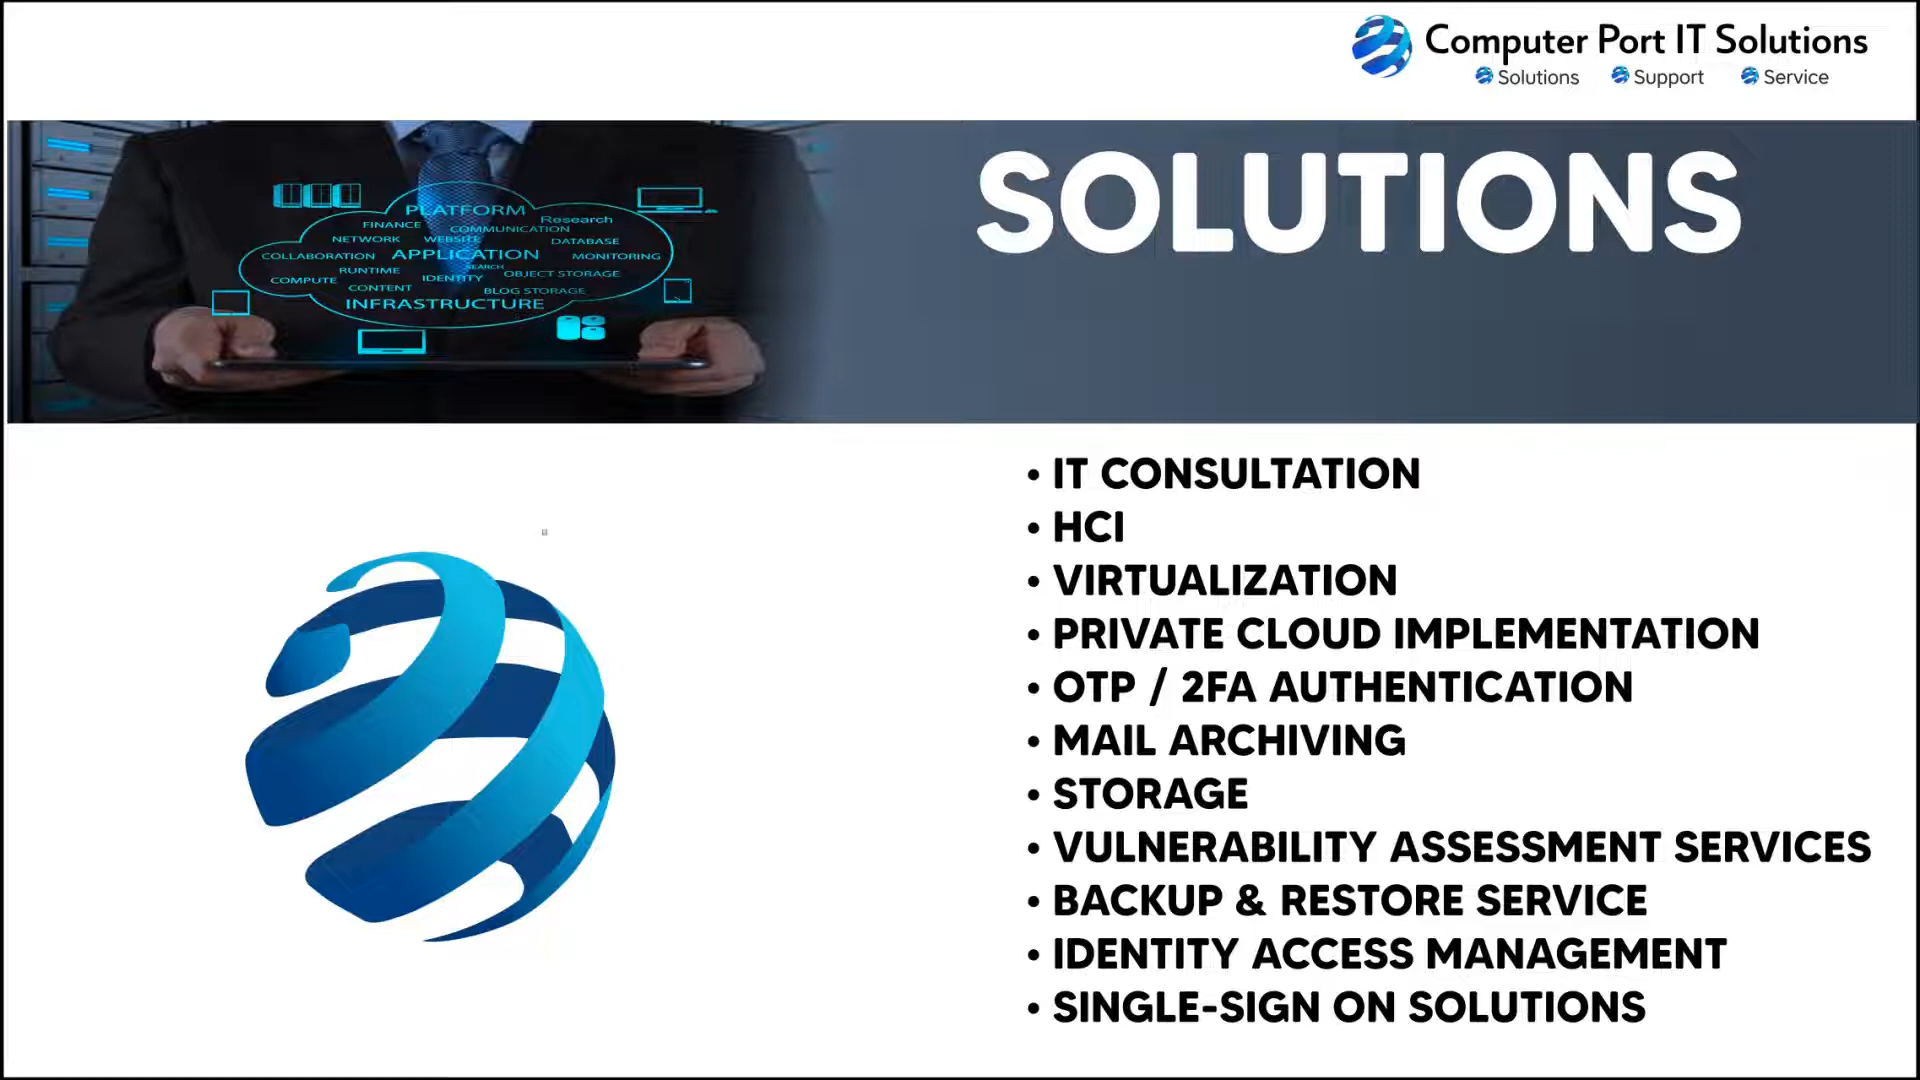 Computer Port IT Solutions
Solutions Support Service
SOLUTIONS
PLATFORM
Research
FINANCE
COMMUNICATION
NETWORK WEBSITE DATABASE
COLLABORATION APPLICATION MONITORING
SEARCH
RUNTIME
IDENTITY OBJECT STORAGE
COMPUTE
CONTENT BLOG STORAGE
INFRASTRUCTURE
• IT CONSULTATION
• HCI
• VIRTUALIZATION
• PRIVATE CLOUD IMPLEMENTATION
• OTP / 2FA AUTHENTICATION
• MAIL ARCHIVING
• STORAGE
• VULNERABILITY ASSESSMENT SERVICES
• BACKUP & RESTORE SERVICE
• IDENTITY ACCESS MANAGEMENT
• SINGLE-SIGN ON SOLUTIONS